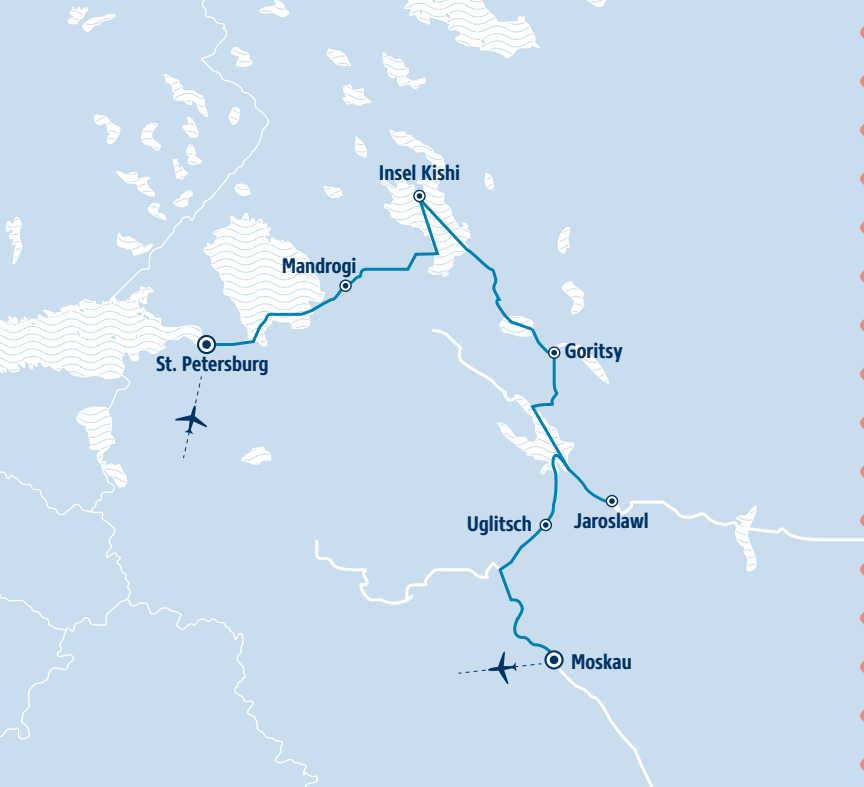 Insel Kishi
Mandrogi
Goritsy
St. Petersburg
Uglitsch
Jaroslawl
Moskau